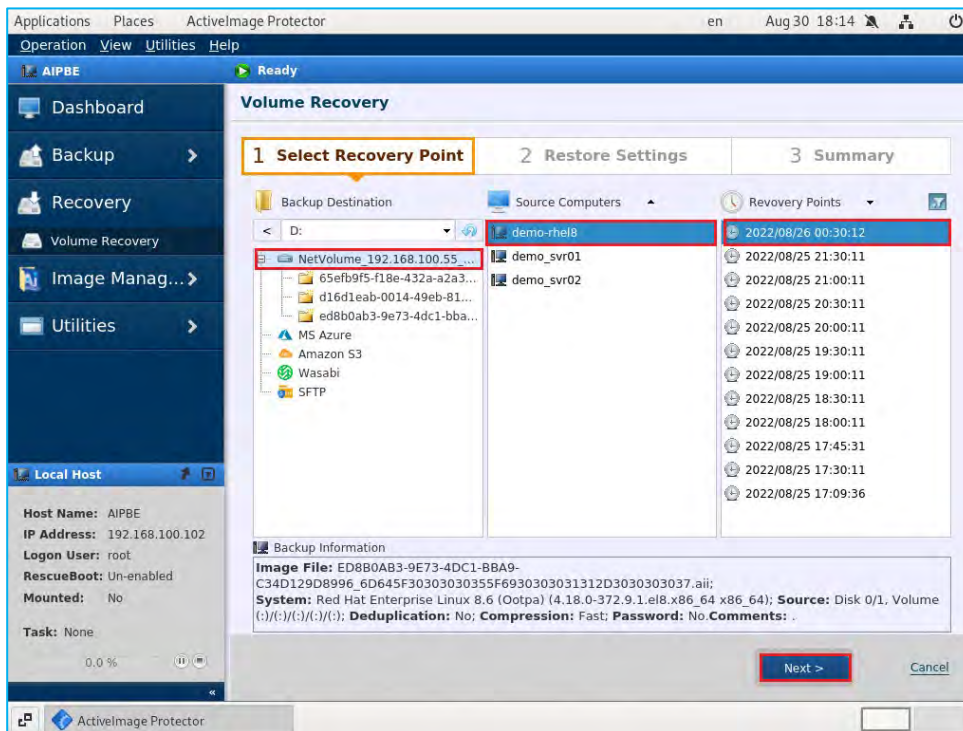 Applications Places ActiveImage Protector en Aug 30 18:14
Operation View Utilities Help
AIPBE Ready
Dashboard
Backup
Recovery
Volume Recovery
Image Manag...
Utilities
Volume Recovery
1 Select Recovery Point 2 Restore Settings 3 Summary
Backup Destination Source Computers Revovery Points
< D:
NetVolume_192.168.100.55_...
65efb9f5-f18e-432a-a2a3...
d16d1eab-0014-49eb-81...
ed8b0ab3-9e73-4dc1-bba...
MS Azure
Amazon S3
Wasabi
SFTP
demo-rhel8
demo_svr01
demo_svr02
2022/08/26 00:30:12
2022/08/25 21:30:11
2022/08/25 21:00:11
2022/08/25 20:30:11
2022/08/25 20:00:11
2022/08/25 19:30:11
2022/08/25 19:00:11
2022/08/25 18:30:11
2022/08/25 18:00:11
2022/08/25 17:45:31
2022/08/25 17:30:11
2022/08/25 17:09:36
Local Host
Host Name: AIPBE
IP Address: 192.168.100.102
Logon User: root
RescueBoot: Un-enabled
Mounted: No
Task: None
0.0 %
«
Backup Information
Image File: ED8B0AB3-9E73-4DC1-BBA9-
C34D129D8996_6D645F30303030355F6930303031312D3030303037.aii;
System: Red Hat Enterprise Linux 8.6 (Ootpa) (4.18.0-372.9.1.el8.x86_64 x86_64); Source: Disk 0/1, Volume
(:)/(:)/(:)/(:)/(:); Deduplication: No; Compression: Fast; Password: No.Comments: .
Next > Cancel
ActiveImage Protector